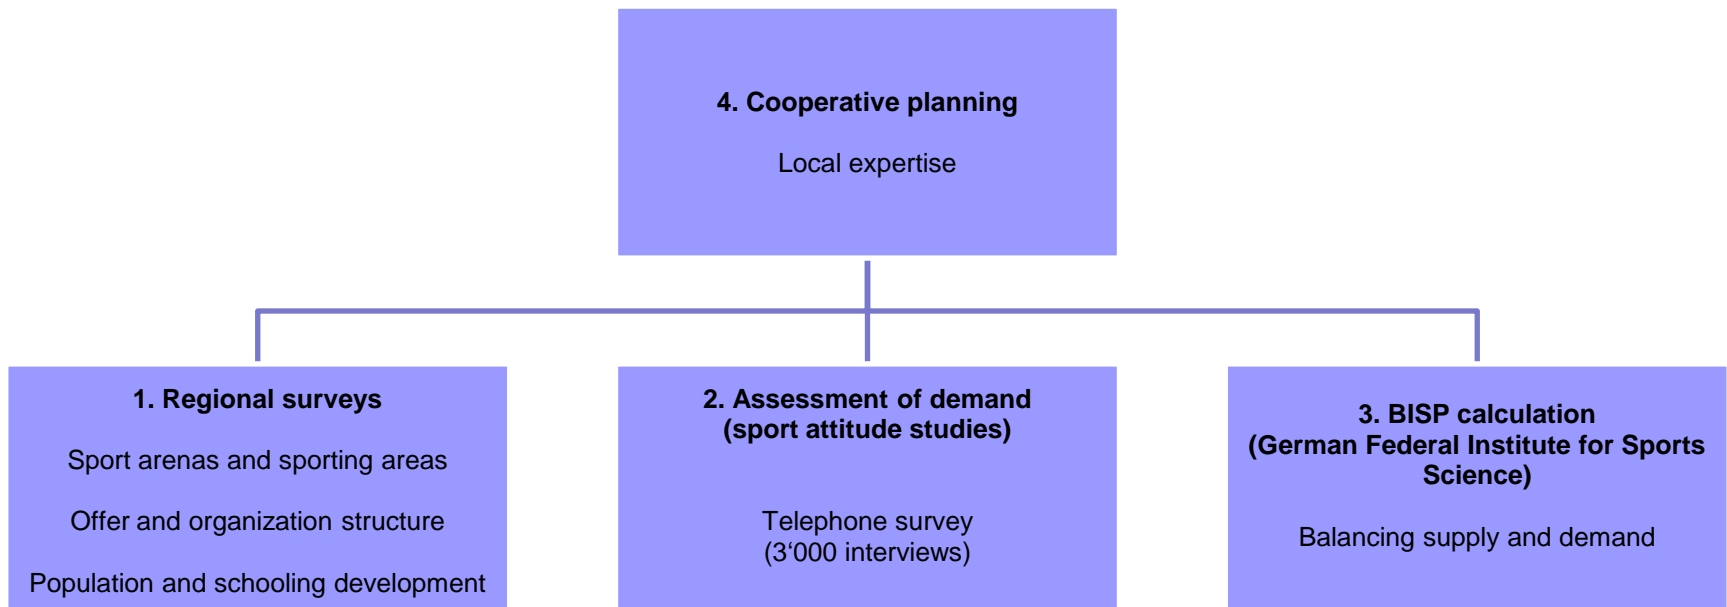 4. Cooperative planning
Local expertise
1. Regional surveys
Sport arenas and sporting areas
Offer and organization structure
Population and schooling development
2. Assessment of demand
(sport attitude studies)
Telephone survey
(3‘000 interviews)
3. BISP calculation
(German Federal Institute for Sports
Science)
Balancing supply and demand